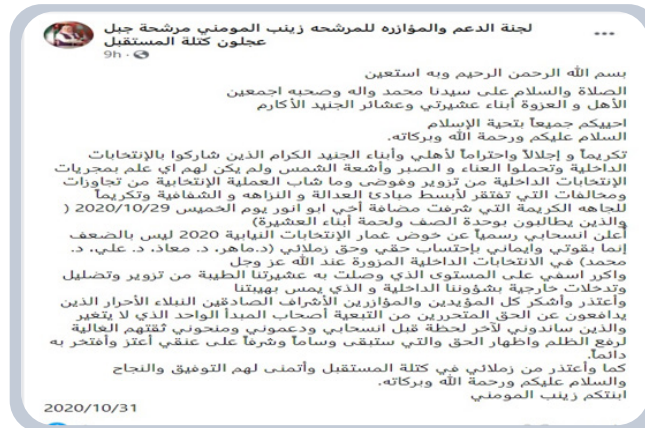 لجنة الدعم والمؤازره للمرشحه زينب المومني مرشحة جبل
عجلون كتلة المستقبل
9h
بسم الله الرحمن الرحيم وبه استعين
الصلاة والسلام على سيدنا محمد واله وصحبه اجمعين
الأهل و العزوة أبناء عشيرتي وعشائر الجنيد الأكارم
احييكم جميعاً بتحية الإسلام
السلام عليكم ورحمة الله وبركاته.
تكريماً و إجلالاً واحتراماً لأهلي وأبناء الجنيد الكرام الذين شاركوا بالإنتخابات
الداخلية وتحملوا العناء و الصبر وأشعة الشمس ولم يكن لهم اي علم بمجريات
الإنتخابات الداخلية من تزوير وفوضى وما شاب العملية الإنتخابية من تجاوزات
ومخالفات التي تفتقر لأبسط مبادئ العدالة و النزاهه و الشفافية وتكريماً
للجاهه الكريمة التي شرفت مضافة أخي ابو انور يوم الخميس 2020/10/29 (
والذين يطالبون بوحدة الصف ولحمة أبناء العشيرة)
أعلن انسحابي رسمياً عن خوض غمار الإنتخابات النيابية 2020 ليس بالضعف
إنما بقوتي وايماني بإحتساب حقي وحق زملائي (د.ماهر، د. معاذ، د. علي، د.
محمد) في الانتخابات الداخلية المزورة عند الله عز وجل
واكرر اسفي على المستوى الذي وصلت به عشيرتنا الطيبة من تزوير وتضليل
وتدخلات خارجية بشؤوننا الداخلية و الذي يمس بهيبتنا
وأعتذر وأشكر كل المؤيدين والمؤازرين الأشراف الصادقين النبلاء الأحرار الذين
يدافعون عن الحق المتحررين من التبعية أصحاب المبدأ الواحد الذي لا يتغير
والذين ساندوني لآخر لحظة قبل انسحابي ودعموني ومنحوني ثقتهم الغالية
لرفع الظلم واظهار الحق والتي ستبقى وساماً وشرفاً على عنقي أعتز وأفتخر به
دائماً.
كما وأعتذر من زملائي في كتلة المستقبل وأتمنى لهم التوفيق والنجاح
والسلام عليكم ورحمة الله وبركاته.
ابنتكم زينب المومني
2020/10/31